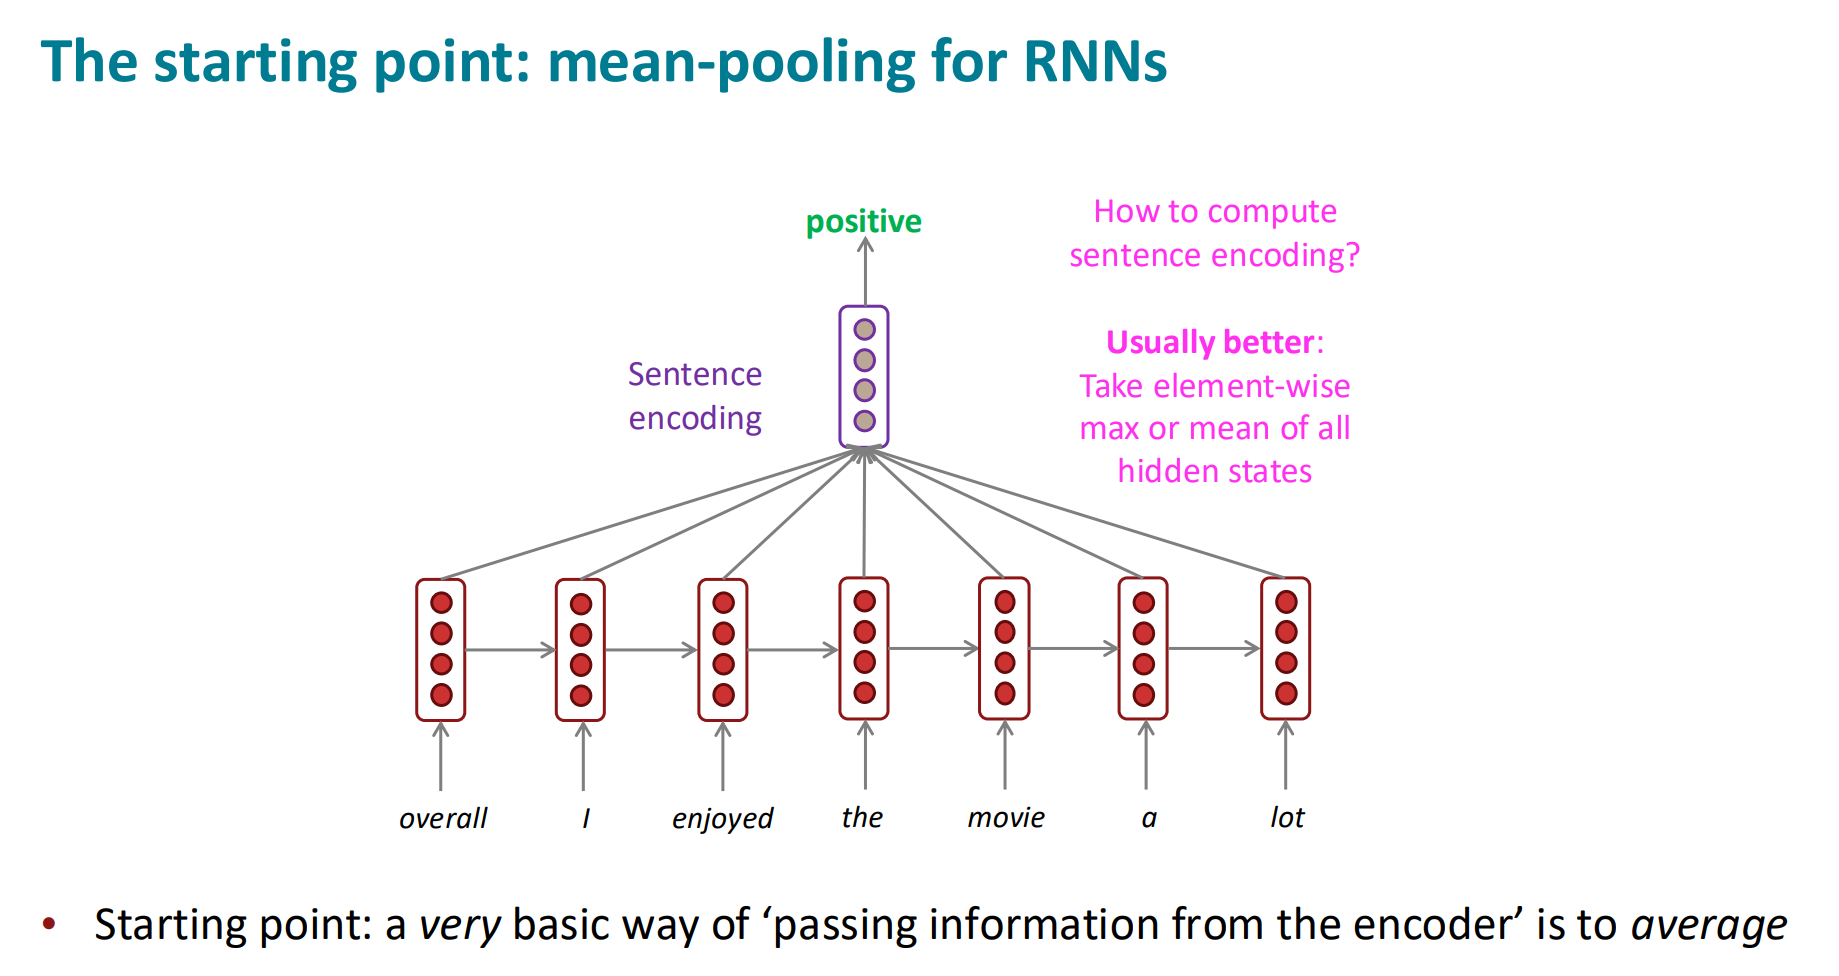 The starting point: mean-pooling for RNNs
positive
How to compute
sentence encoding?
Usually better:
Take element-wise
max or mean of all
hidden states
Sentence
encoding
overall I enjoyed the movie a lot
• Starting point: a very basic way of ‘passing information from the encoder’ is to average